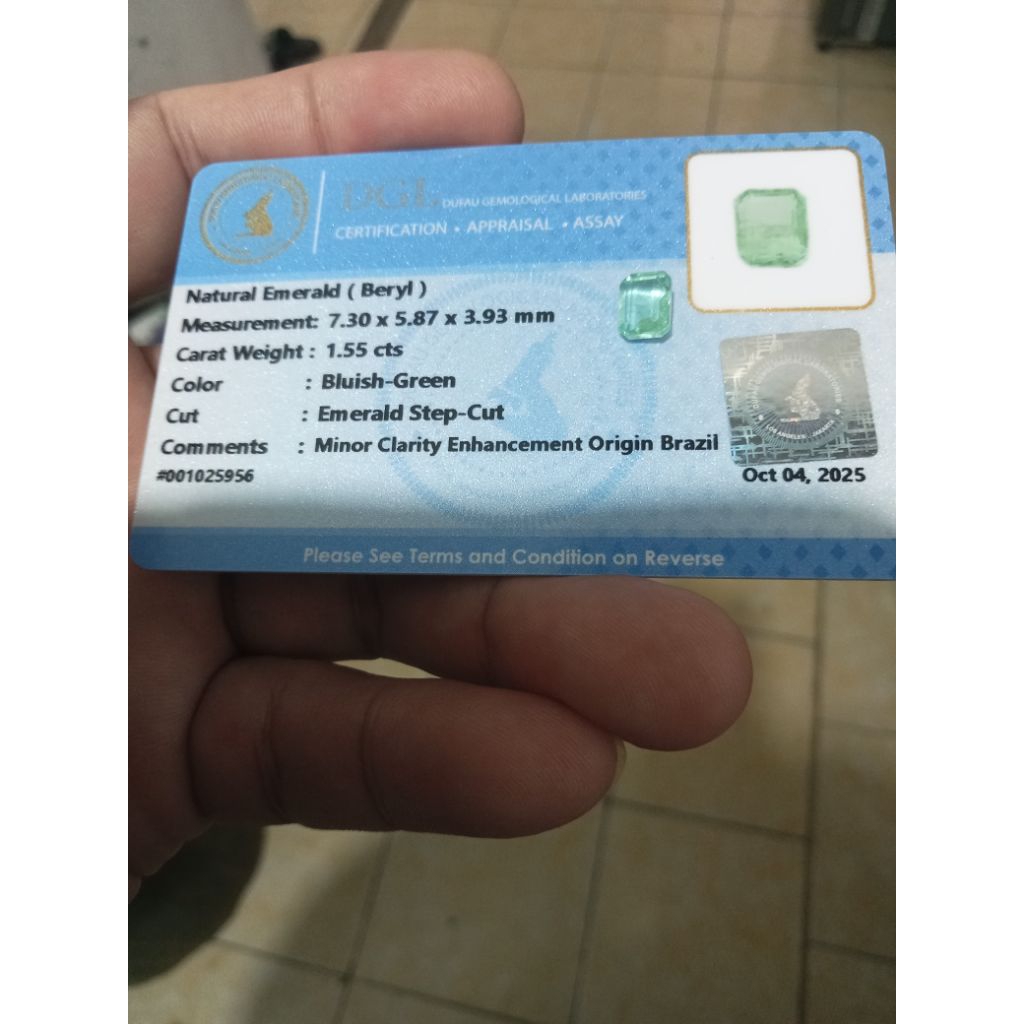 DGL DUFAU GEMOLOGICAL LABORATORIES
CERTIFICATION • APPRAISAL • ASSAY
Natural Emerald ( Beryl )
Measurement: 7.30 x 5.87 x 3.93 mm
Carat Weight : 1.55 cts
Color : Bluish-Green
Cut : Emerald Step-Cut
Comments : Minor Clarity Enhancement Origin Brazil
#001025956
Oct 04, 2025
Please See Terms and Condition on Reverse